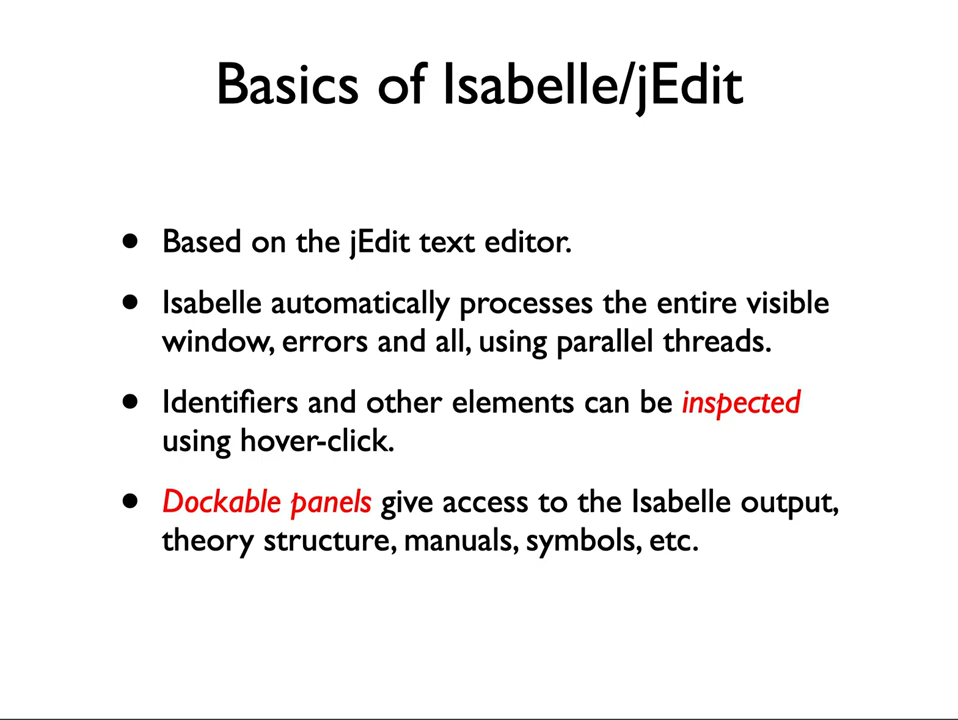 Basics of Isabelle/jEdit
• Based on the jEdit text editor.
• Isabelle automatically processes the entire visible
window, errors and all, using parallel threads.
• Identifiers and other elements can be inspected
using hover-click.
• Dockable panels give access to the Isabelle output,
theory structure, manuals, symbols, etc.